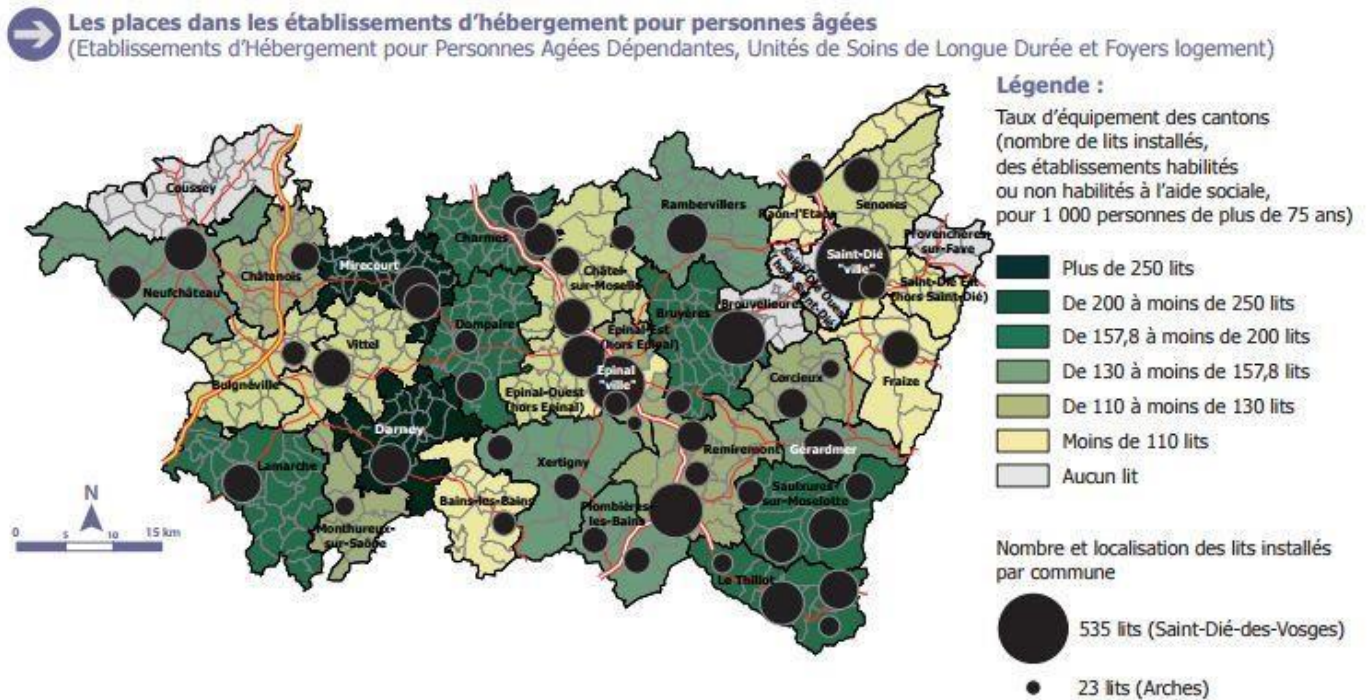 Les places dans les établissements d'hébergement pour personnes âgées
(Etablissements d'Hébergement pour Personnes Agées Dépendantes, Unités de Soins de Longue Durée et Foyers logement)
Légende :
Taux d'équipement des cantons
(nombre de lits installés,
des établissements habilités
ou non habilités à l'aide sociale,
pour 1 000 personnes de plus de 75 ans)
Plus de 250 lits
De 200 à moins de 250 lits
De 157,8 à moins de 200 lits
De 130 à moins de 157,8 lits
De 110 à moins de 130 lits
Moins de 110 lits
Aucun lit
Nombre et localisation des lits installés
par commune
535 lits (Saint-Dié-des-Vosges)
23 lits (Arches)
Coussey
Neufchâteau
Châtenois
Mirecourt
Charmes
Châtel-
sur-Moselle
Rambervillers
Raon-l'Etape
Senones
Provenchères-
sur-Fave
Saint-Dié
"ville"
Saint-Dié Ouest
(hors Saint-Dié)
Saint-Dié Est
(hors Saint-Dié)
Brouvelieures
Bruyères
Dompaire
Vittel
Bulgnéville
Epinal-Est
(hors Epinal)
Epinal
"ville"
Epinal-Ouest
(hors Epinal)
Corcieux
Fraize
Gérardmer
Darney
Lamarche
Monthureux-
sur-Saône
Bains-les-Bains
Xertigny
Remiremont
Plombières-
les-Bains
Saulxures-
sur-Moselotte
Le Thillot
N
0 5 10 15 km